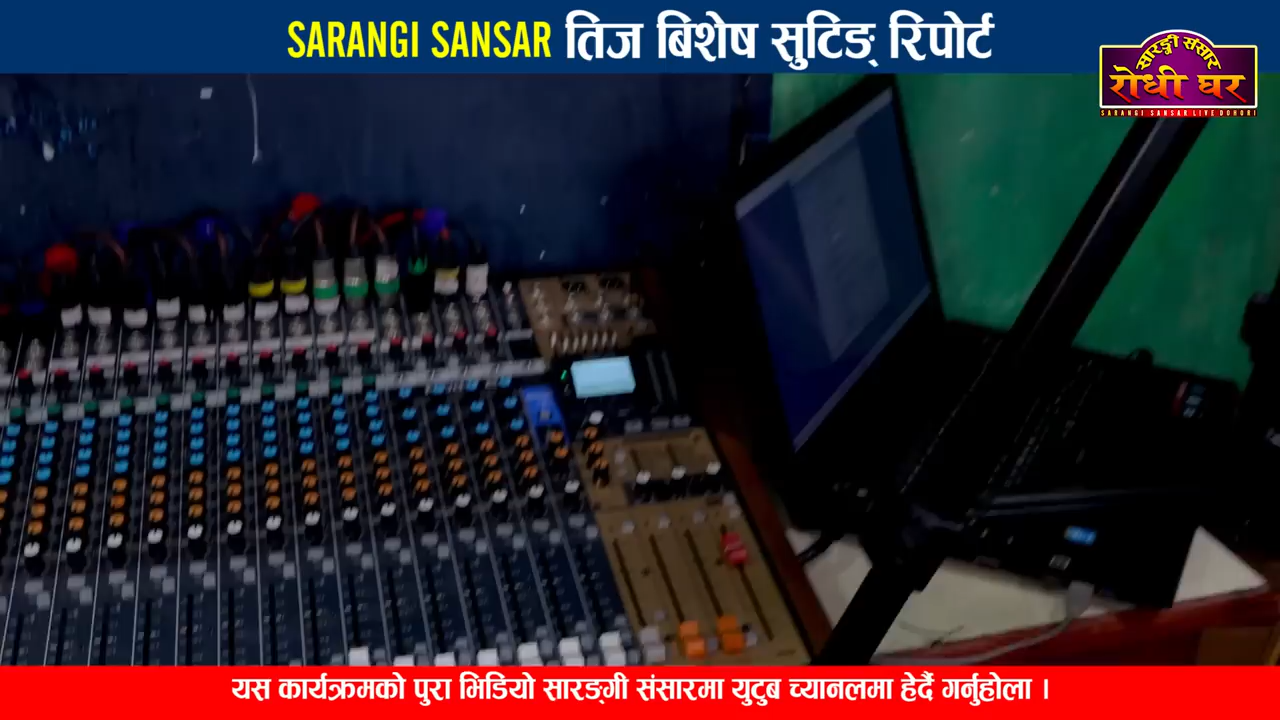 SARANGI SANSAR तिज बिशेष सुटिङ् रिपोर्ट
सारङ्गी संसार
रोधी घर
SARANGI SANSAR LIVE DOHORI
यस कार्यक्रमको पुरा भिडियो सारङ्गी संसारमा युटुब च्यानलमा हेर्दै गर्नुहोला ।